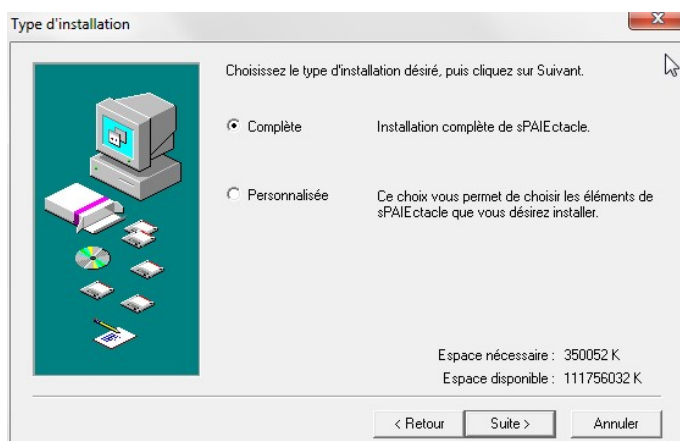 Type d'installation
Choisissez le type d'installation désiré, puis cliquez sur Suivant.
Complète Installation complète de sPAIEctacle.
Personnalisée Ce choix vous permet de choisir les éléments de
sPAIEctacle que vous désirez installer.
Espace nécessaire : 350052 K
Espace disponible : 111756032 K
< Retour Suite > Annuler